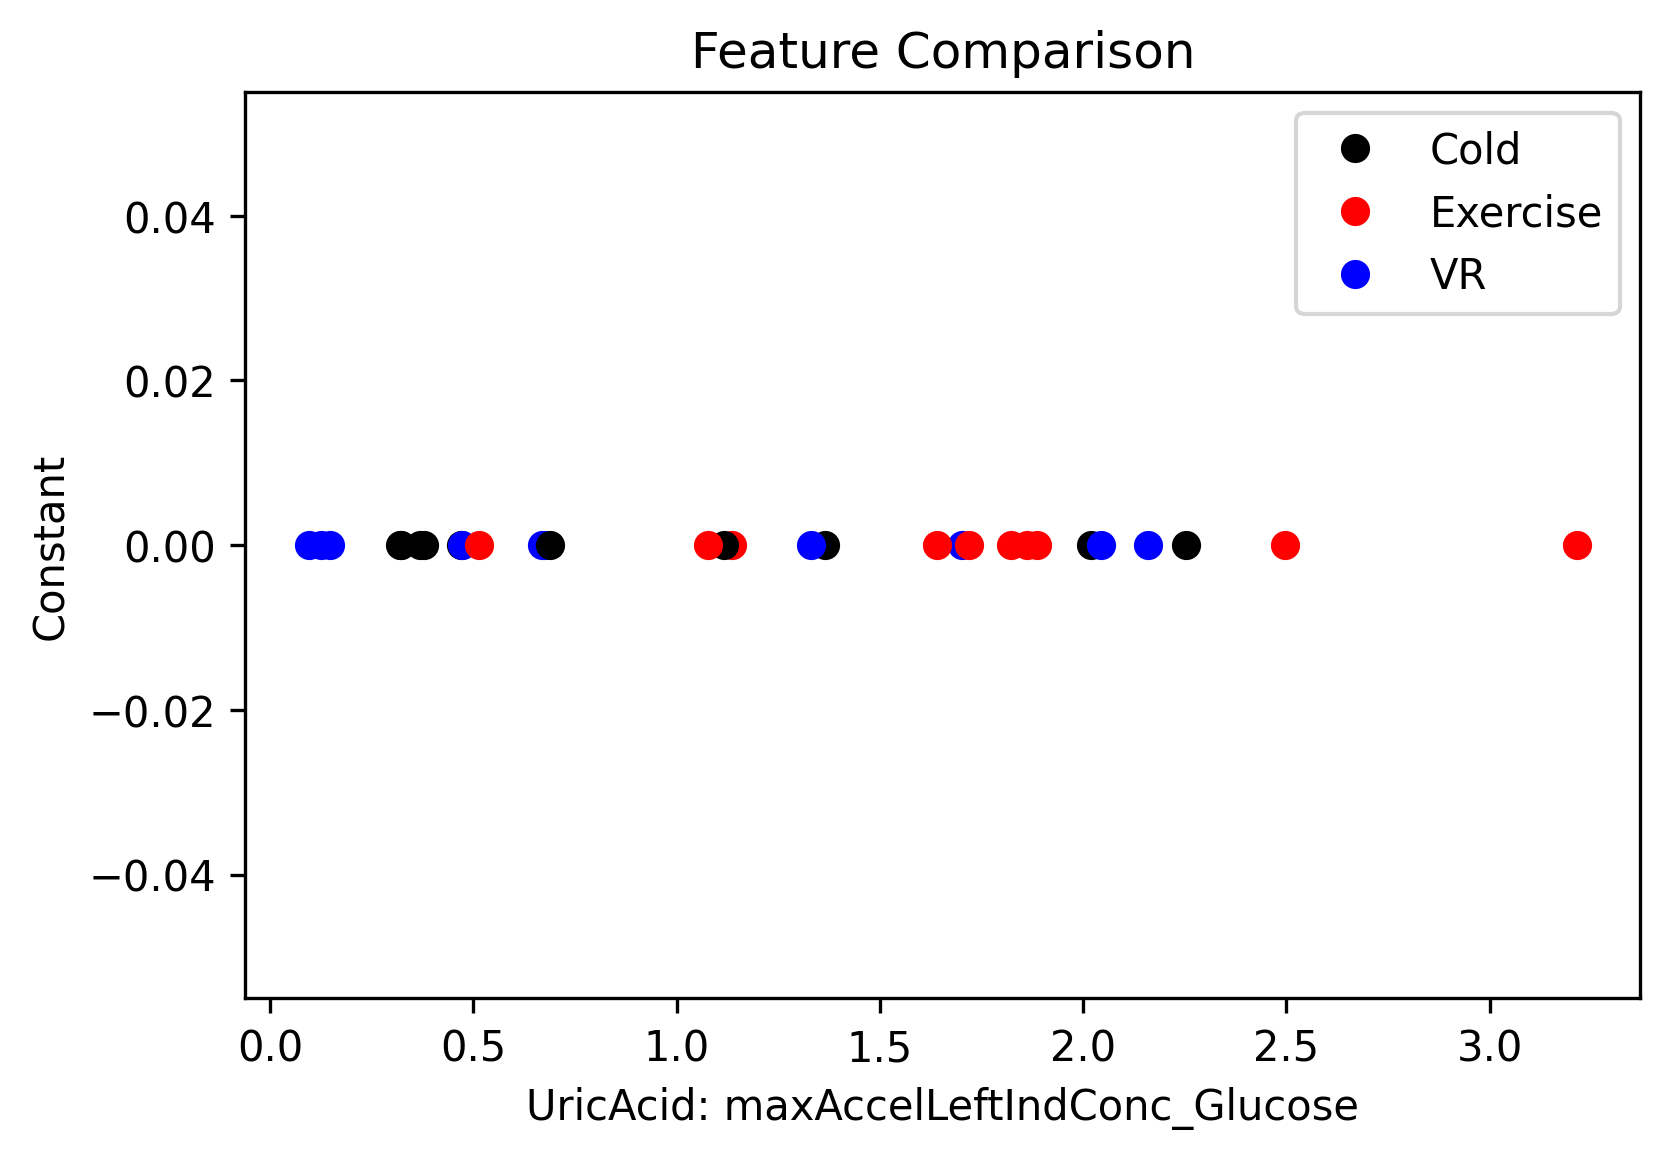 Feature Comparison
Cold
Exercise
VR
0.04
0.02
0.00
−0.02
−0.04
Constant
0.0 0.5 1.0 1.5 2.0 2.5 3.0
UricAcid: maxAccelLeftIndConc_Glucose